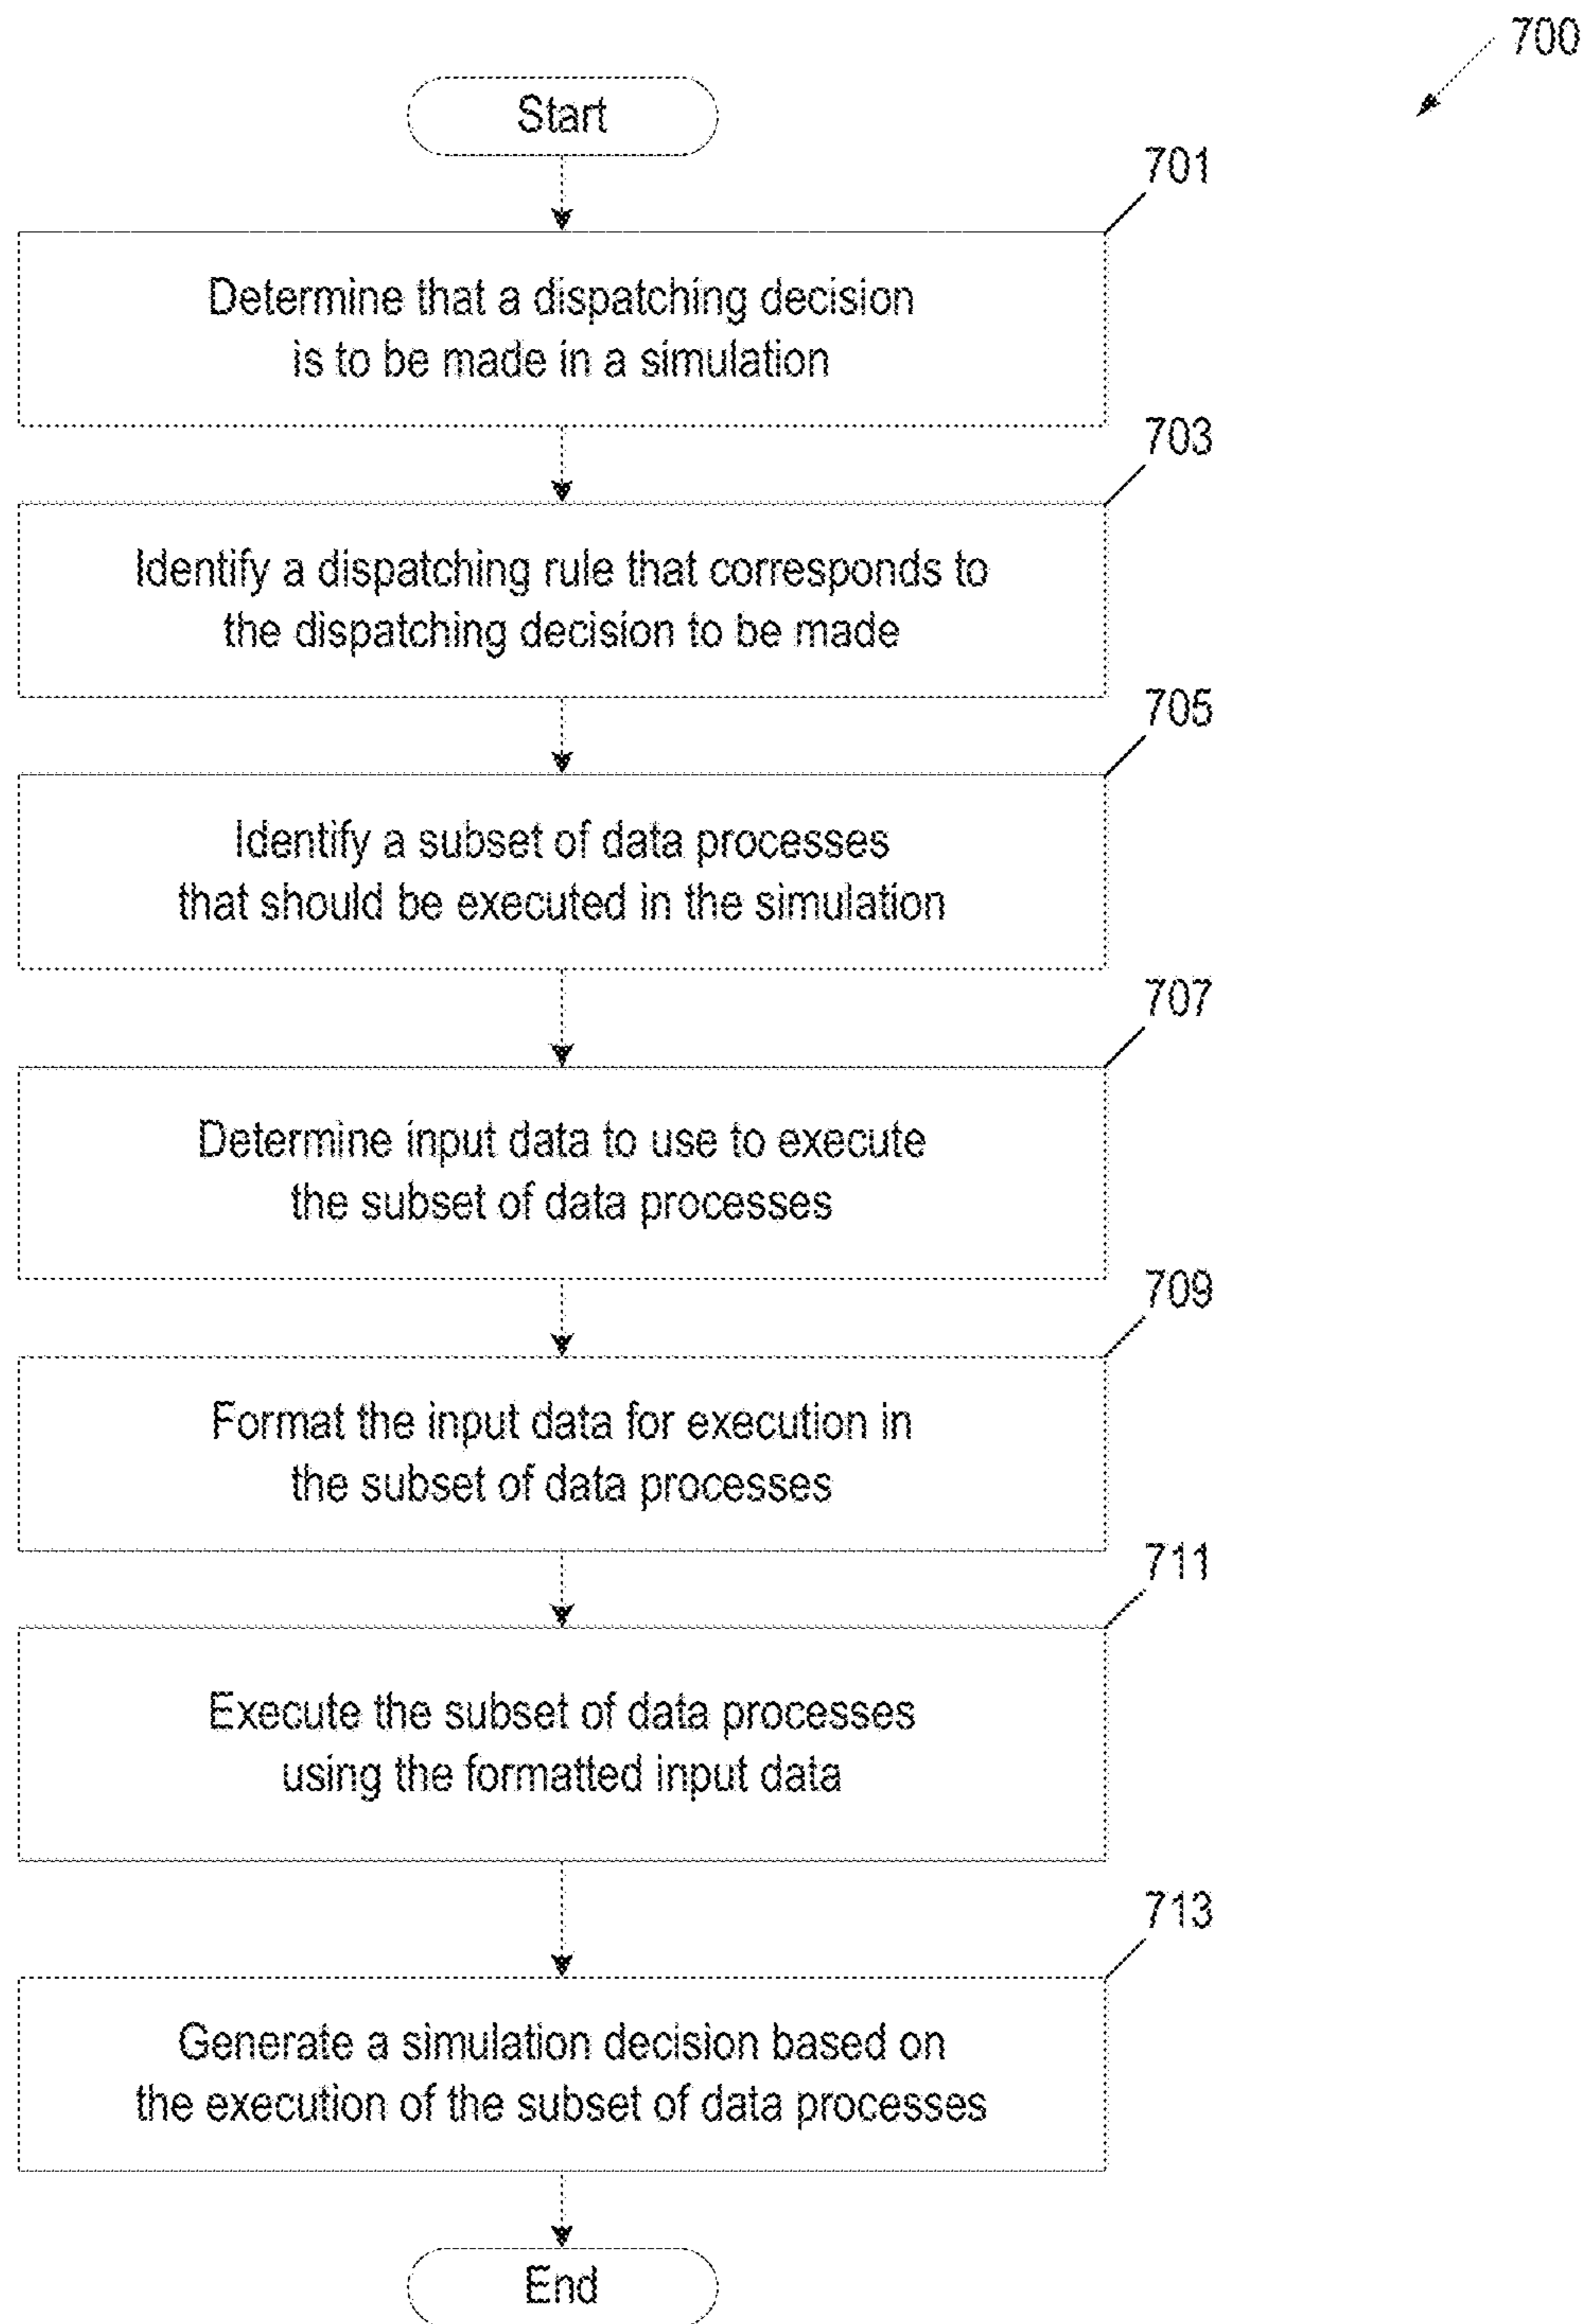 700
Start
701
Determine that a dispatching decision
is to be made in a simulation
703
Identify a dispatching rule that corresponds to
the dispatching decision to be made
705
Identify a subset of data processes
that should be executed in the simulation
707
Determine input data to use to execute
the subset of data processes
709
Format the input data for execution in
the subset of data processes
711
Execute the subset of data processes
using the formatted input data
713
Generate a simulation decision based on
the execution of the subset of data processes
End